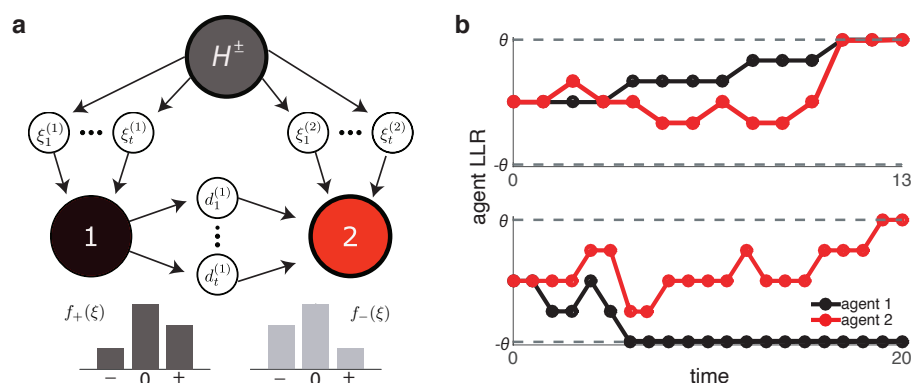 a
H±
ξ₁⁽¹⁾ ••• ξₜ⁽¹⁾
ξ₁⁽²⁾ ••• ξₜ⁽²⁾
1
d₁⁽¹⁾
⋮
dₜ⁽¹⁾
2
f₊(ξ)
− 0 +
f₋(ξ)
− 0 +
b
agent LLR
θ
-θ
0 13
θ
-θ
0 20
agent 1
agent 2
time